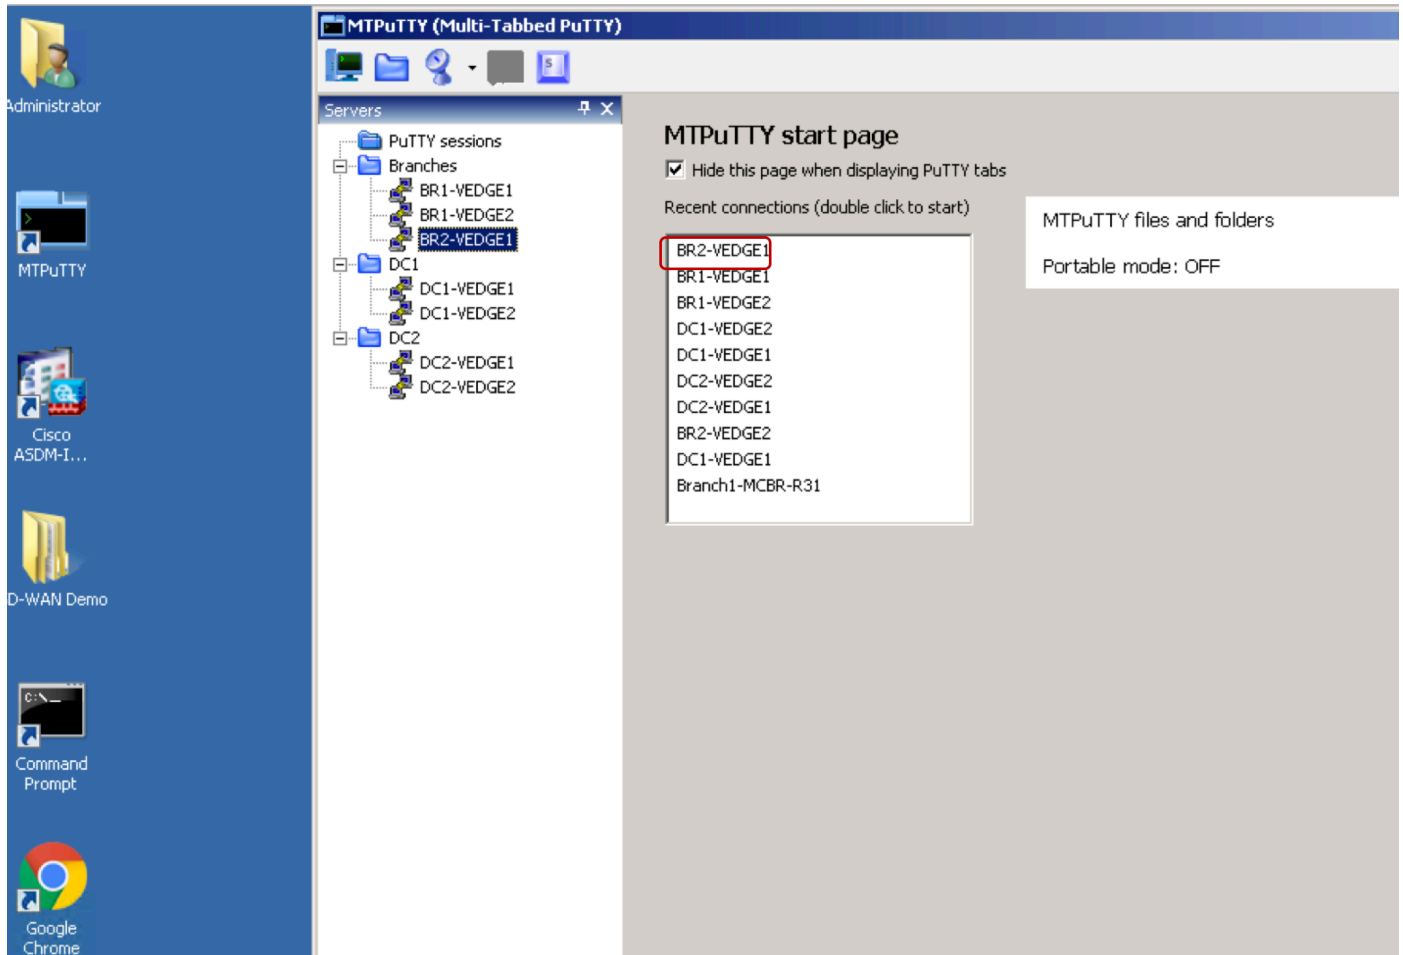 Administrator
MTPuTTY
Cisco
ASDM-I...
D-WAN Demo
C:\_
Command
Prompt
Google
Chrome
MTPuTTY (Multi-Tabbed PuTTY)
S
Servers
PuTTY sessions
Branches
BR1-VEDGE1
BR1-VEDGE2
BR2-VEDGE1
DC1
DC1-VEDGE1
DC1-VEDGE2
DC2
DC2-VEDGE1
DC2-VEDGE2
MTPuTTY start page
Hide this page when displaying PuTTY tabs
Recent connections (double click to start)
BR2-VEDGE1
BR1-VEDGE1
BR1-VEDGE2
DC1-VEDGE2
DC1-VEDGE1
DC2-VEDGE2
DC2-VEDGE1
BR2-VEDGE2
DC1-VEDGE1
Branch1-MCBR-R31
MTPuTTY files and folders
Portable mode: OFF